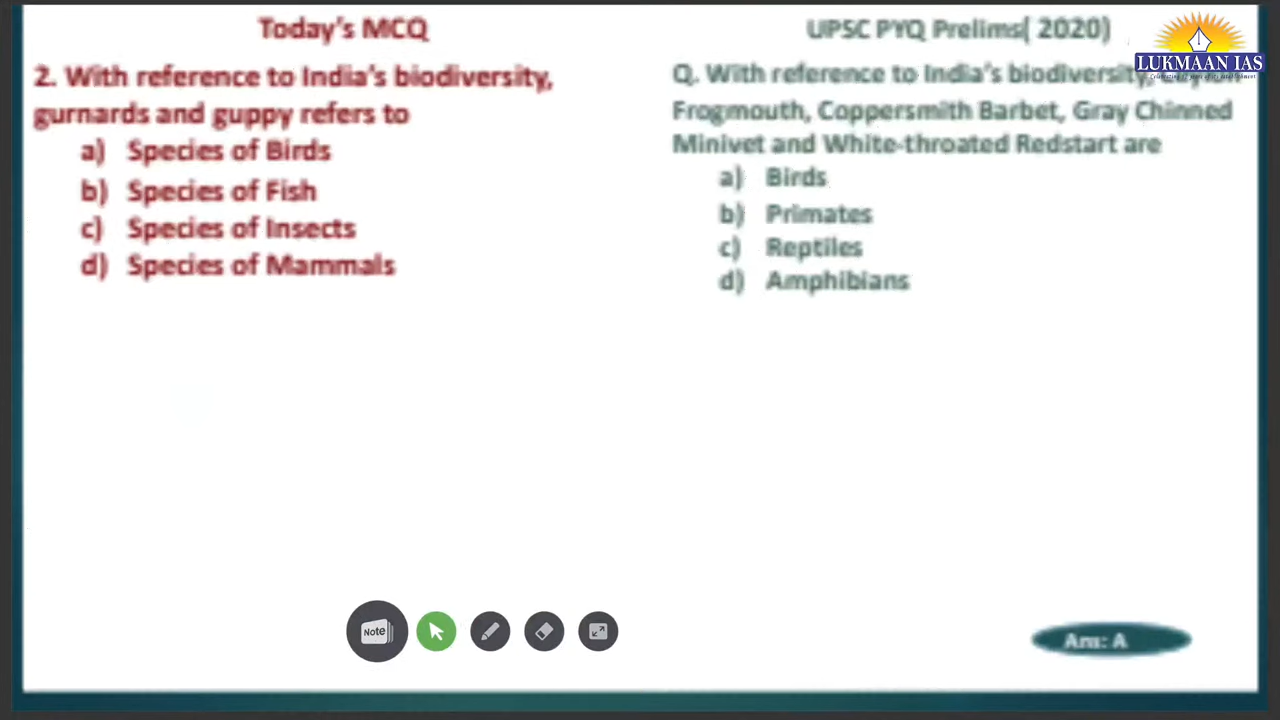 Today's MCQ
2. With reference to India's biodiversity,
gurnards and guppy refers to
a) Species of Birds
b) Species of Fish
c) Species of Insects
d) Species of Mammals
UPSC PYQ Prelims( 2020)
LUKMAAN IAS
Q. With reference to India's biodiversity,
Frogmouth, Coppersmith Barbet, Gray Chinned
Minivet and White-throated Redstart are
a) Birds
b) Primates
c) Reptiles
d) Amphibians
Note
Ans: A